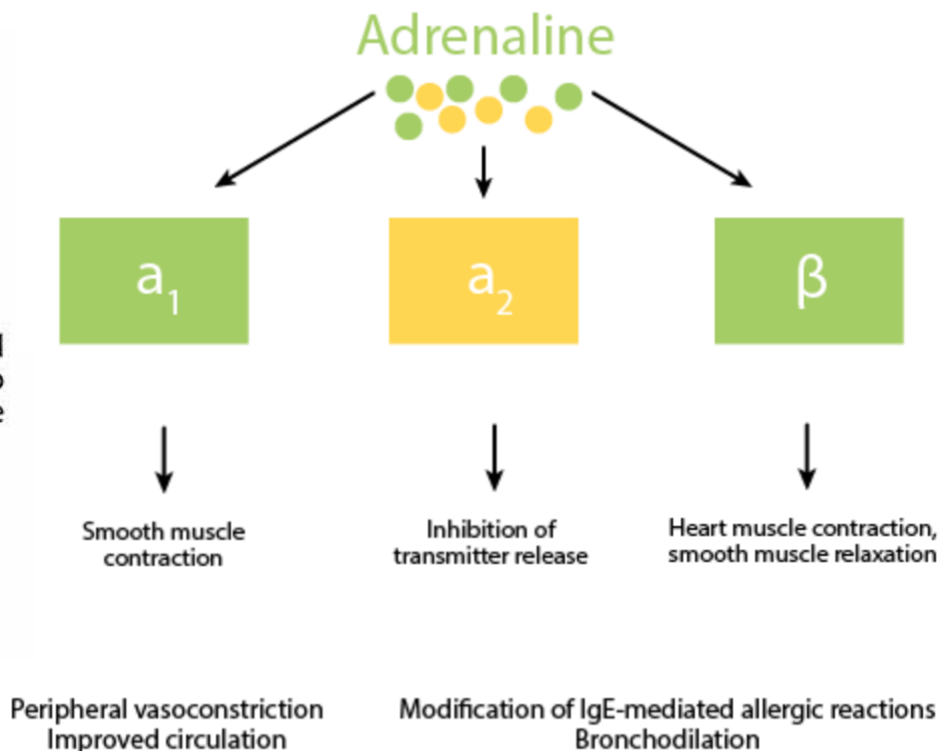 Adrenaline
a₁
a₂
β
Smooth muscle
contraction
Inhibition of
transmitter release
Heart muscle contraction,
smooth muscle relaxation
Peripheral vasoconstriction
Improved circulation
Modification of IgE-mediated allergic reactions
Bronchodilation